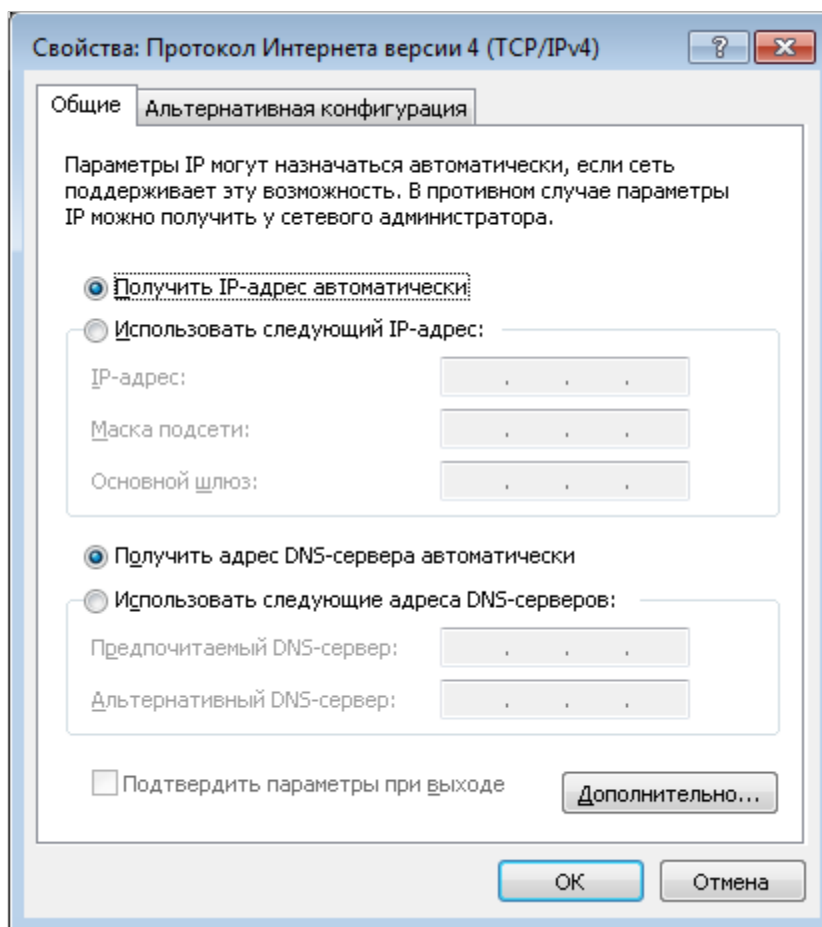 Свойства: Протокол Интернета версии 4 (TCP/IPv4)
Общие
Альтернативная конфигурация
Параметры IP могут назначаться автоматически, если сеть
поддерживает эту возможность. В противном случае параметры
IP можно получить у сетевого администратора.
Получить IP-адрес автоматически
Использовать следующий IP-адрес:
IP-адрес:
Маска подсети:
Основной шлюз:
Получить адрес DNS-сервера автоматически
Использовать следующие адреса DNS-серверов:
Предпочитаемый DNS-сервер:
Альтернативный DNS-сервер:
Подтвердить параметры при выходе
Дополнительно...
ОК
Отмена